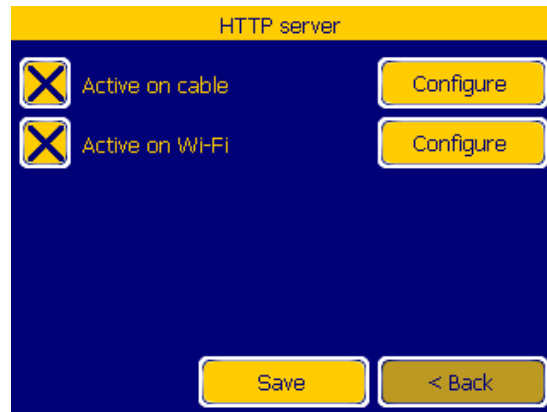 HTTP server
Active on cable
Configure
Active on Wi-Fi
Configure
Save
< Back